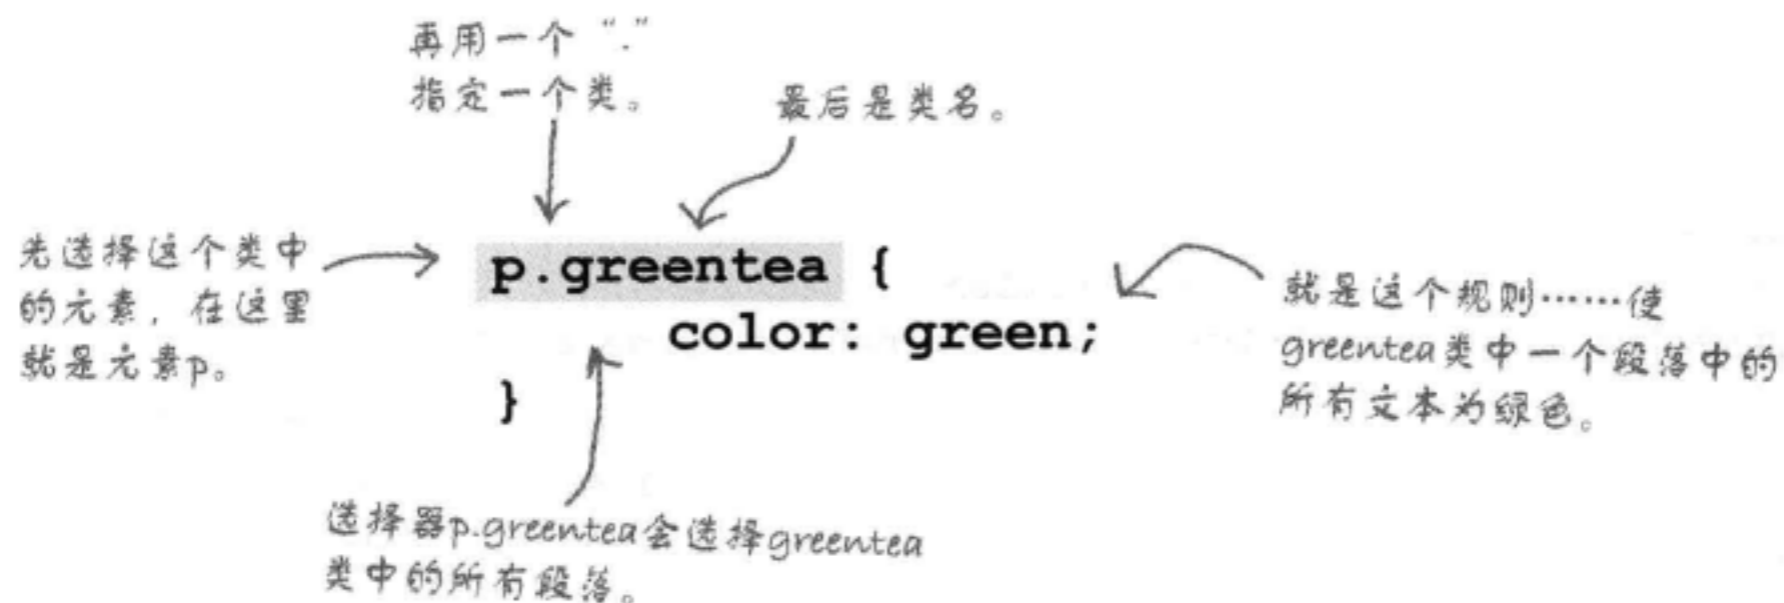 再用一个“.”
指定一个类。
最后是类名。
先选择这个类中
的元素，在这里
就是元素p。
p.greentea {
color: green;
}
就是这个规则……使
greentea类中一个段落中的
所有文本为绿色。
选择器p.greentea会选择greentea
类中的所有段落。